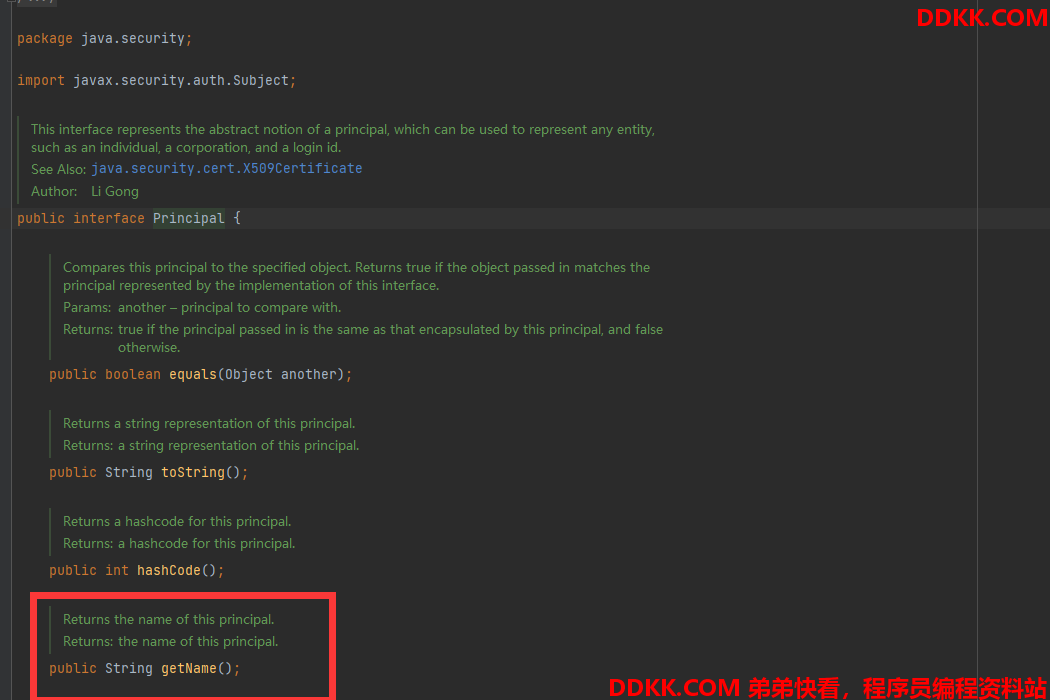 DDKK.COM
package java.security;
import javax.security.auth.Subject;
This interface represents the abstract notion of a principal, which can be used to represent any entity,
such as an individual, a corporation, and a login id.
See Also: java.security.cert.X509Certificate
Author: Li Gong
public interface Principal {
Compares this principal to the specified object. Returns true if the object passed in matches the
principal represented by the implementation of this interface.
Params: another – principal to compare with.
Returns: true if the principal passed in is the same as that encapsulated by this principal, and false
otherwise.
public boolean equals(Object another);
Returns a string representation of this principal.
Returns: a string representation of this principal.
public String toString();
Returns a hashcode for this principal.
Returns: a hashcode for this principal.
public int hashCode();
Returns the name of this principal.
Returns: the name of this principal.
public String getName();
DDKK.COM 弟弟快看，程序员编程资料站